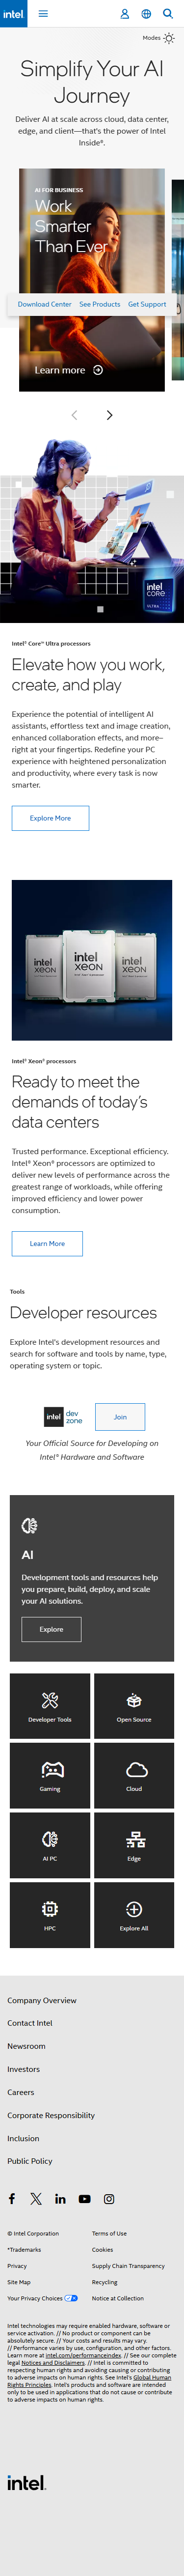 intel
Modes
Simplify Your AI
Journey
Deliver AI at scale across cloud, data center,
edge, and client—that's the power of Intel
Inside®.
AI FOR BUSINESS
Work
Smarter
Than Ever
Download Center See Products Get Support
Learn more
intel
CORE
ULTRA
Intel® Core™ Ultra processors
Elevate how you work,
create, and play
Experience the potential of intelligent AI
assistants, effortless text and image creation,
enhanced collaboration effects, and more–
right at your fingertips. Redefine your PC
experience with heightened personalization
and productivity, where every task is now
smarter.
Explore More
intel
XEON
intel
XEON
intel
XEON
Intel® Xeon® processors
Ready to meet the
demands of today's
data centers
Trusted performance. Exceptional efficiency.
Intel® Xeon® processors are optimized to
deliver new levels of performance across the
greatest range of workloads, while offering
improved efficiency and lower power
consumption.
Learn More
Tools
Developer resources
Explore Intel's development resources and
search for software and tools by name, type,
operating system or topic.
intel dev
zone
Join
Your Official Source for Developing on
Intel® Hardware and Software
AI
Development tools and resources help
you prepare, build, deploy, and scale
your AI solutions.
Explore
Developer Tools
Open Source
Gaming
Cloud
AI PC
Edge
HPC
Explore All
Company Overview
Contact Intel
Newsroom
Investors
Careers
Corporate Responsibility
Inclusion
Public Policy
© Intel Corporation
Terms of Use
*Trademarks
Cookies
Privacy
Supply Chain Transparency
Site Map
Recycling
Your Privacy Choices
Notice at Collection
Intel technologies may require enabled hardware, software or
service activation. // No product or component can be
absolutely secure. // Your costs and results may vary.
// Performance varies by use, configuration, and other factors.
Learn more at intel.com/performanceindex. // See our complete
legal Notices and Disclaimers. // Intel is committed to
respecting human rights and avoiding causing or contributing
to adverse impacts on human rights. See Intel's Global Human
Rights Principles. Intel's products and software are intended
only to be used in applications that do not cause or contribute
to adverse impacts on human rights.
intel.